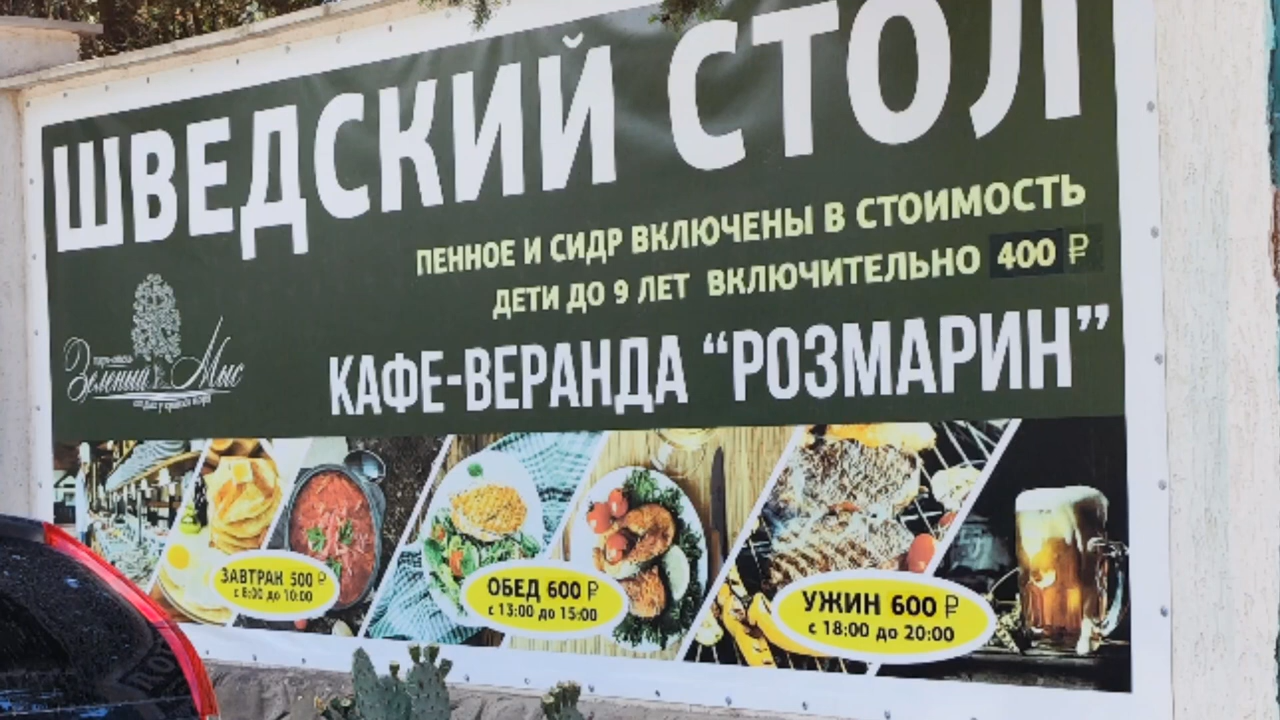 ШВЕДСКИЙ СТОЛ
ПЕННОЕ И СИДР ВКЛЮЧЕНЫ В СТОИМОСТЬ
ДЕТИ ДО 9 ЛЕТ ВКЛЮЧИТЕЛЬНО 400 ₽
Зеленый Мыс
КАФЕ-ВЕРАНДА “РОЗМАРИН”
ЗАВТРАК 500 ₽
с 8:00 до 10:00
ОБЕД 600 ₽
с 13:00 до 15:00
УЖИН 600 ₽
с 18:00 до 20:00